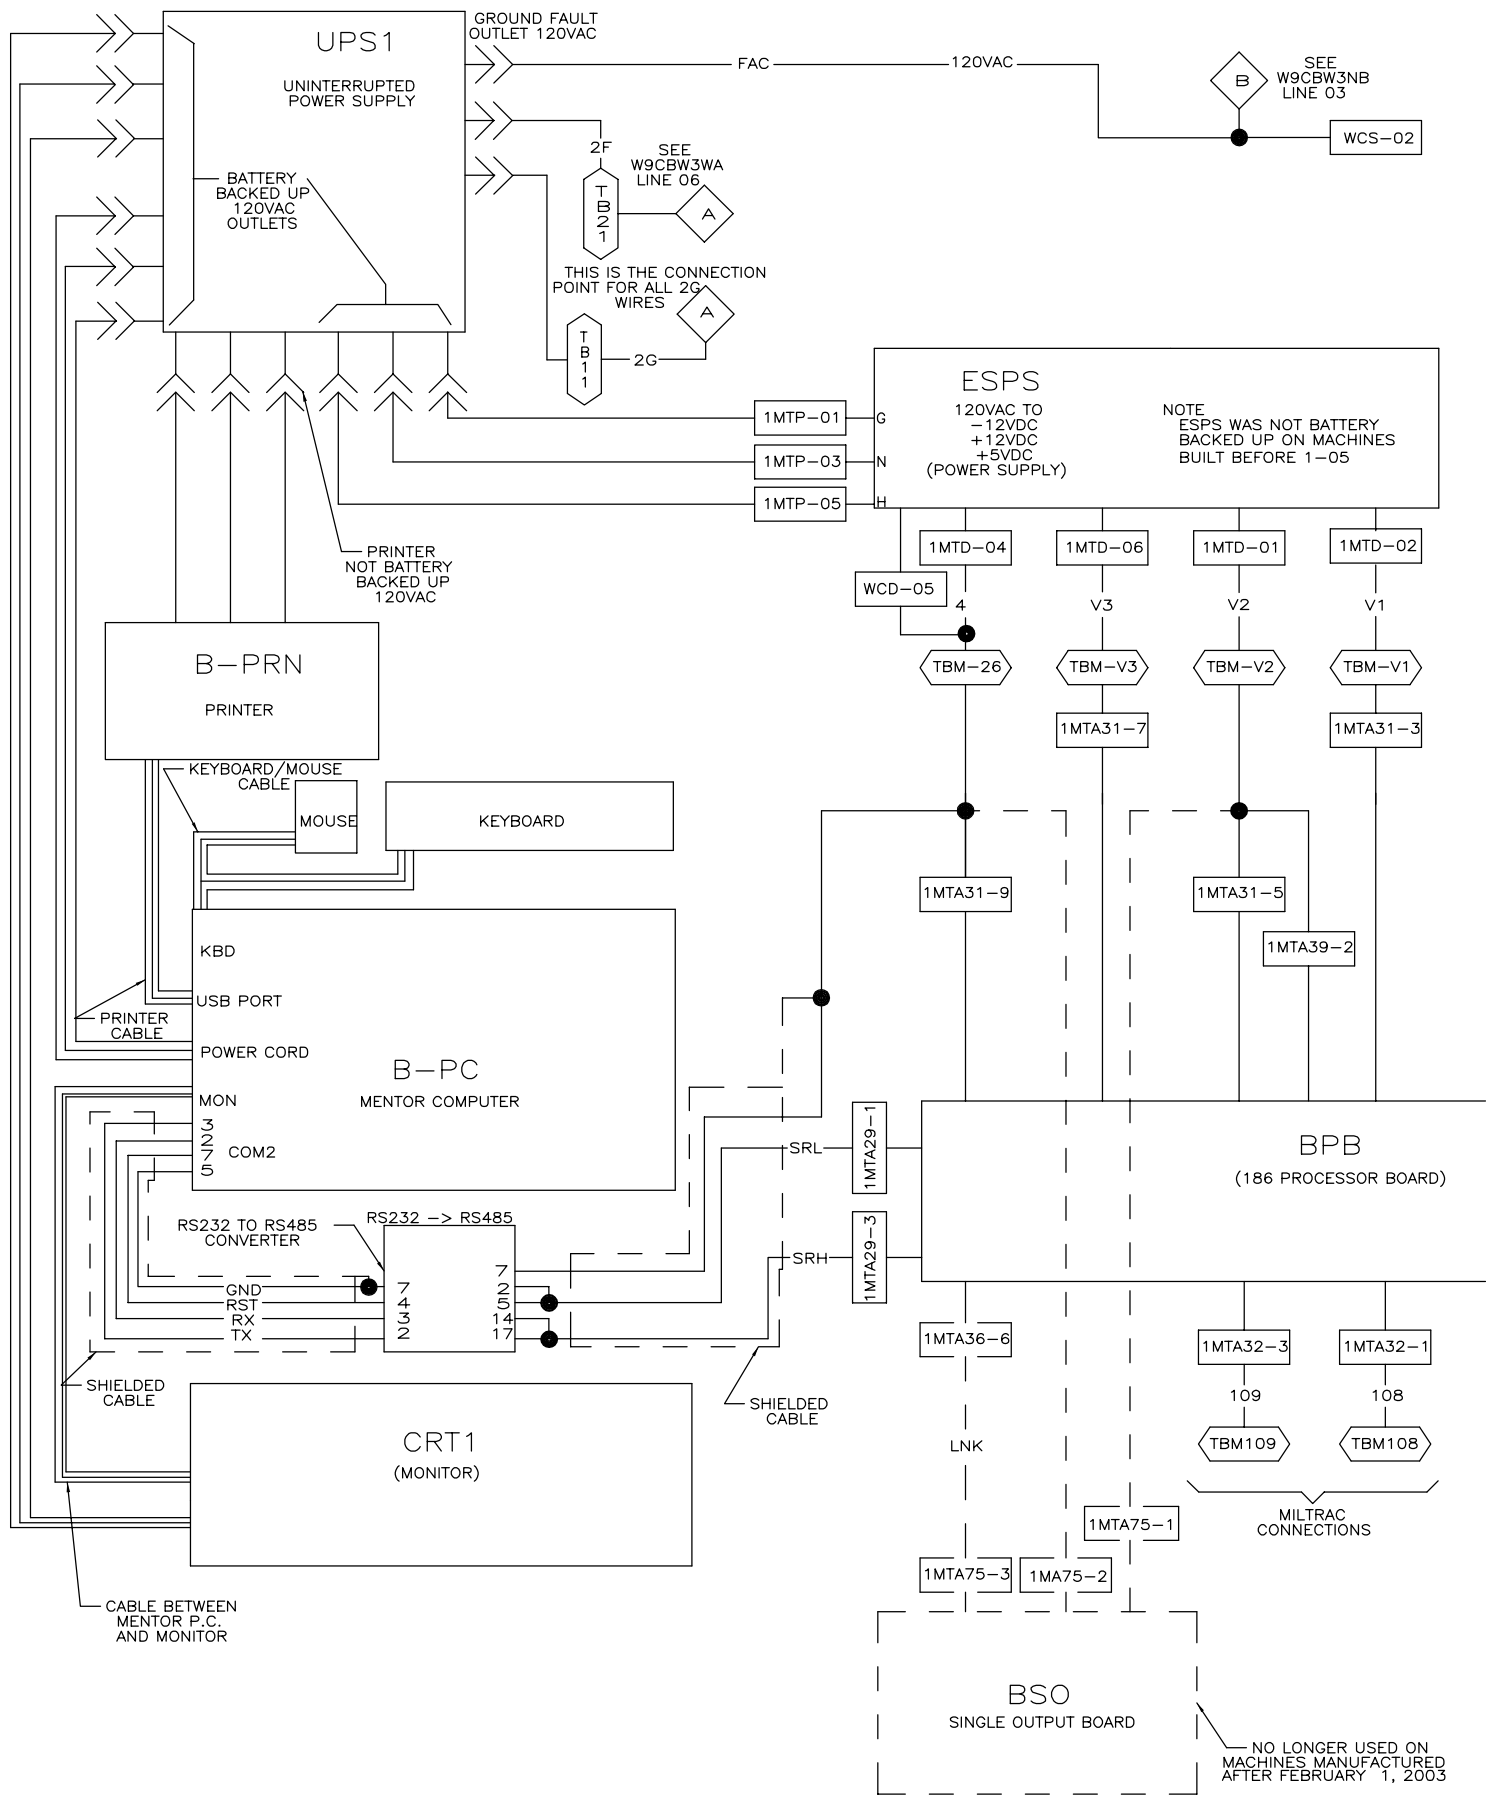 GROUND FAULT
OUTLET 120VAC
UPS1
UNINTERRUPTED
POWER SUPPLY
FAC
120VAC
B
SEE
W9CBW3NB
LINE 03
WCS-02
2F
SEE
W9CBW3WA
LINE 06
TB21
A
BATTERY
BACKED UP
120VAC
OUTLETS
THIS IS THE CONNECTION
POINT FOR ALL 2G
WIRES
A
TB11
2G
ESPS
120VAC TO
-12VDC
+12VDC
+5VDC
(POWER SUPPLY)
NOTE
ESPS WAS NOT BATTERY
BACKED UP ON MACHINES
BUILT BEFORE 1-05
1MTP-01
G
1MTP-03
N
1MTP-05
H
1MTD-04
1MTD-06
1MTD-01
1MTD-02
WCD-05
4
V3
V2
V1
PRINTER
NOT BATTERY
BACKED UP
120VAC
TBM-26
TBM-V3
TBM-V2
TBM-V1
B-PRN
PRINTER
1MTA31-7
1MTA31-3
KEYBOARD/MOUSE
CABLE
MOUSE
KEYBOARD
1MTA31-9
1MTA31-5
1MTA39-2
KBD
USB PORT
PRINTER
CABLE
POWER CORD
B-PC
MENTOR COMPUTER
MON
3
2
7
5
COM2
SRL
1MTA29-1
BPB
(186 PROCESSOR BOARD)
RS232 TO RS485
CONVERTER
RS232 -> RS485
SRH
1MTA29-3
GND
RST
RX
TX
7
4
3
2
7
2
5
14
17
1MTA36-6
1MTA32-3
1MTA32-1
SHIELDED
CABLE
SHIELDED
CABLE
109
108
CRT1
(MONITOR)
LNK
TBM109
TBM108
MILTRAC
CONNECTIONS
1MTA75-1
1MTA75-3
1MA75-2
CABLE BETWEEN
MENTOR P.C.
AND MONITOR
BSO
SINGLE OUTPUT BOARD
NO LONGER USED ON
MACHINES MANUFACTURED
AFTER FEBRUARY 1, 2003